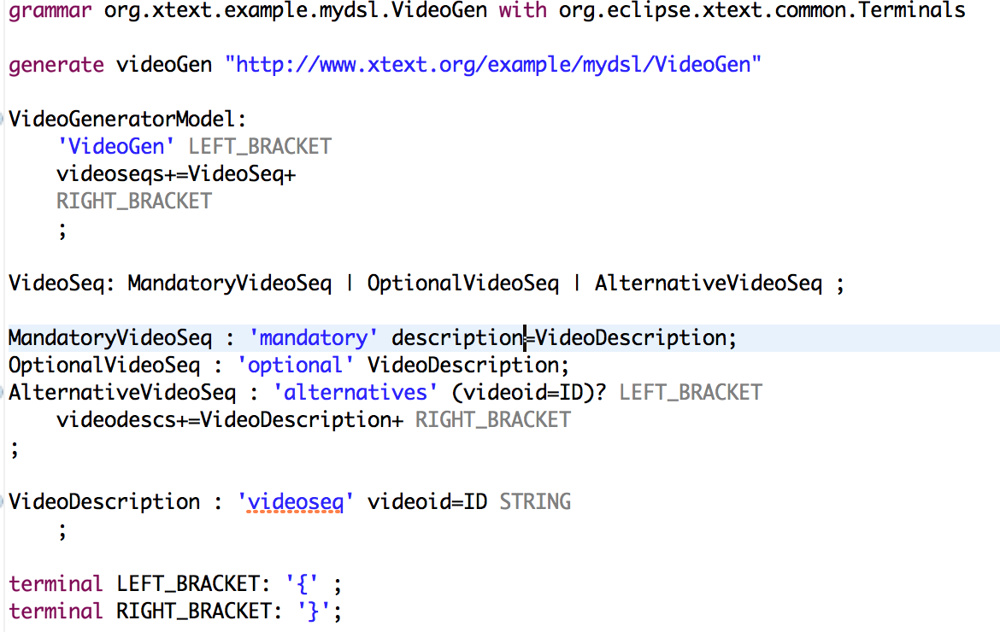 grammar org.xtext.example.mydsl.VideoGen with org.eclipse.xtext.common.Terminals
generate videoGen "http://www.xtext.org/example/mydsl/VideoGen"
VideoGeneratorModel:
'VideoGen' LEFT_BRACKET
videoseqs+=VideoSeq+
RIGHT_BRACKET
;
VideoSeq: MandatoryVideoSeq | OptionalVideoSeq | AlternativeVideoSeq ;
MandatoryVideoSeq : 'mandatory' description=VideoDescription;
OptionalVideoSeq : 'optional' VideoDescription;
AlternativeVideoSeq : 'alternatives' (videoid=ID)? LEFT_BRACKET
videodescs+=VideoDescription+ RIGHT_BRACKET
;
VideoDescription : 'videoseq' videoid=ID STRING
;
terminal LEFT_BRACKET: '{' ;
terminal RIGHT_BRACKET: '}';